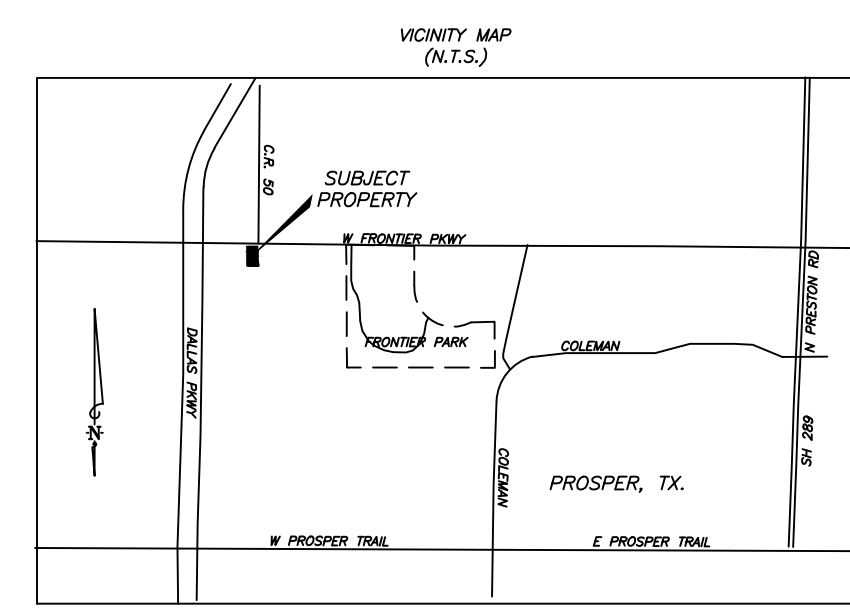 VICINITY MAP
(N.T.S.)
C.R. 50
SUBJECT
PROPERTY
W FRONTIER PKWY
N PRESTON RD
DALLAS PKWY
FRONTIER PARK
COLEMAN
N
COLEMAN
SH 289
PROSPER, TX.
W PROSPER TRAIL
E PROSPER TRAIL